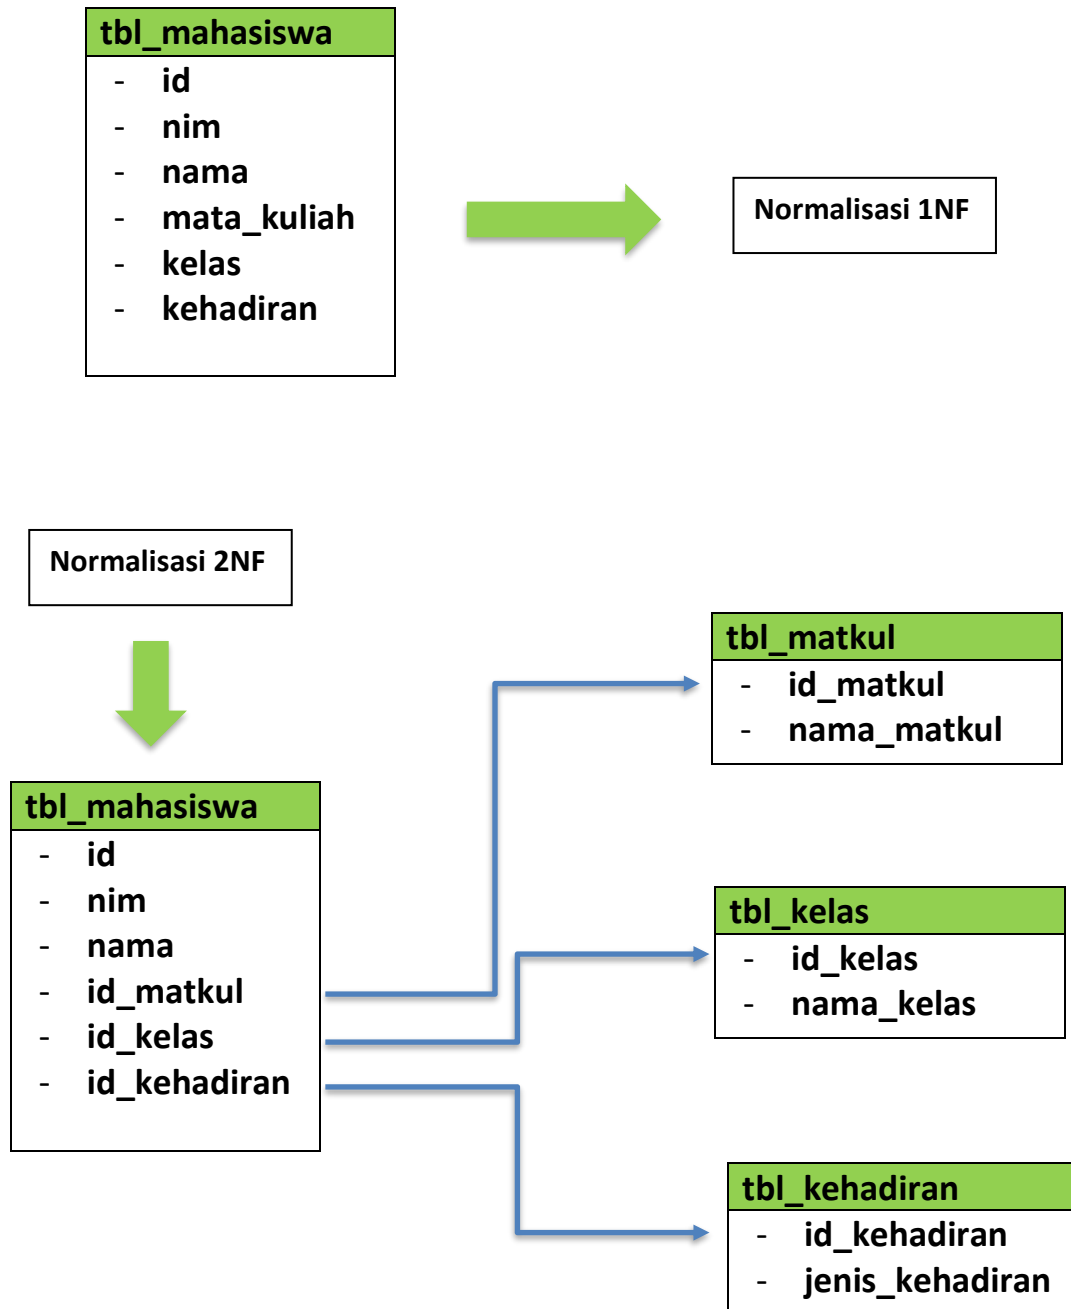 tbl_mahasiswa
- id
- nim
- nama
- mata_kuliah
- kelas
- kehadiran
Normalisasi 1NF
Normalisasi 2NF
tbl_mahasiswa
- id
- nim
- nama
- id_matkul
- id_kelas
- id_kehadiran
tbl_matkul
- id_matkul
- nama_matkul
tbl_kelas
- id_kelas
- nama_kelas
tbl_kehadiran
- id_kehadiran
- jenis_kehadiran